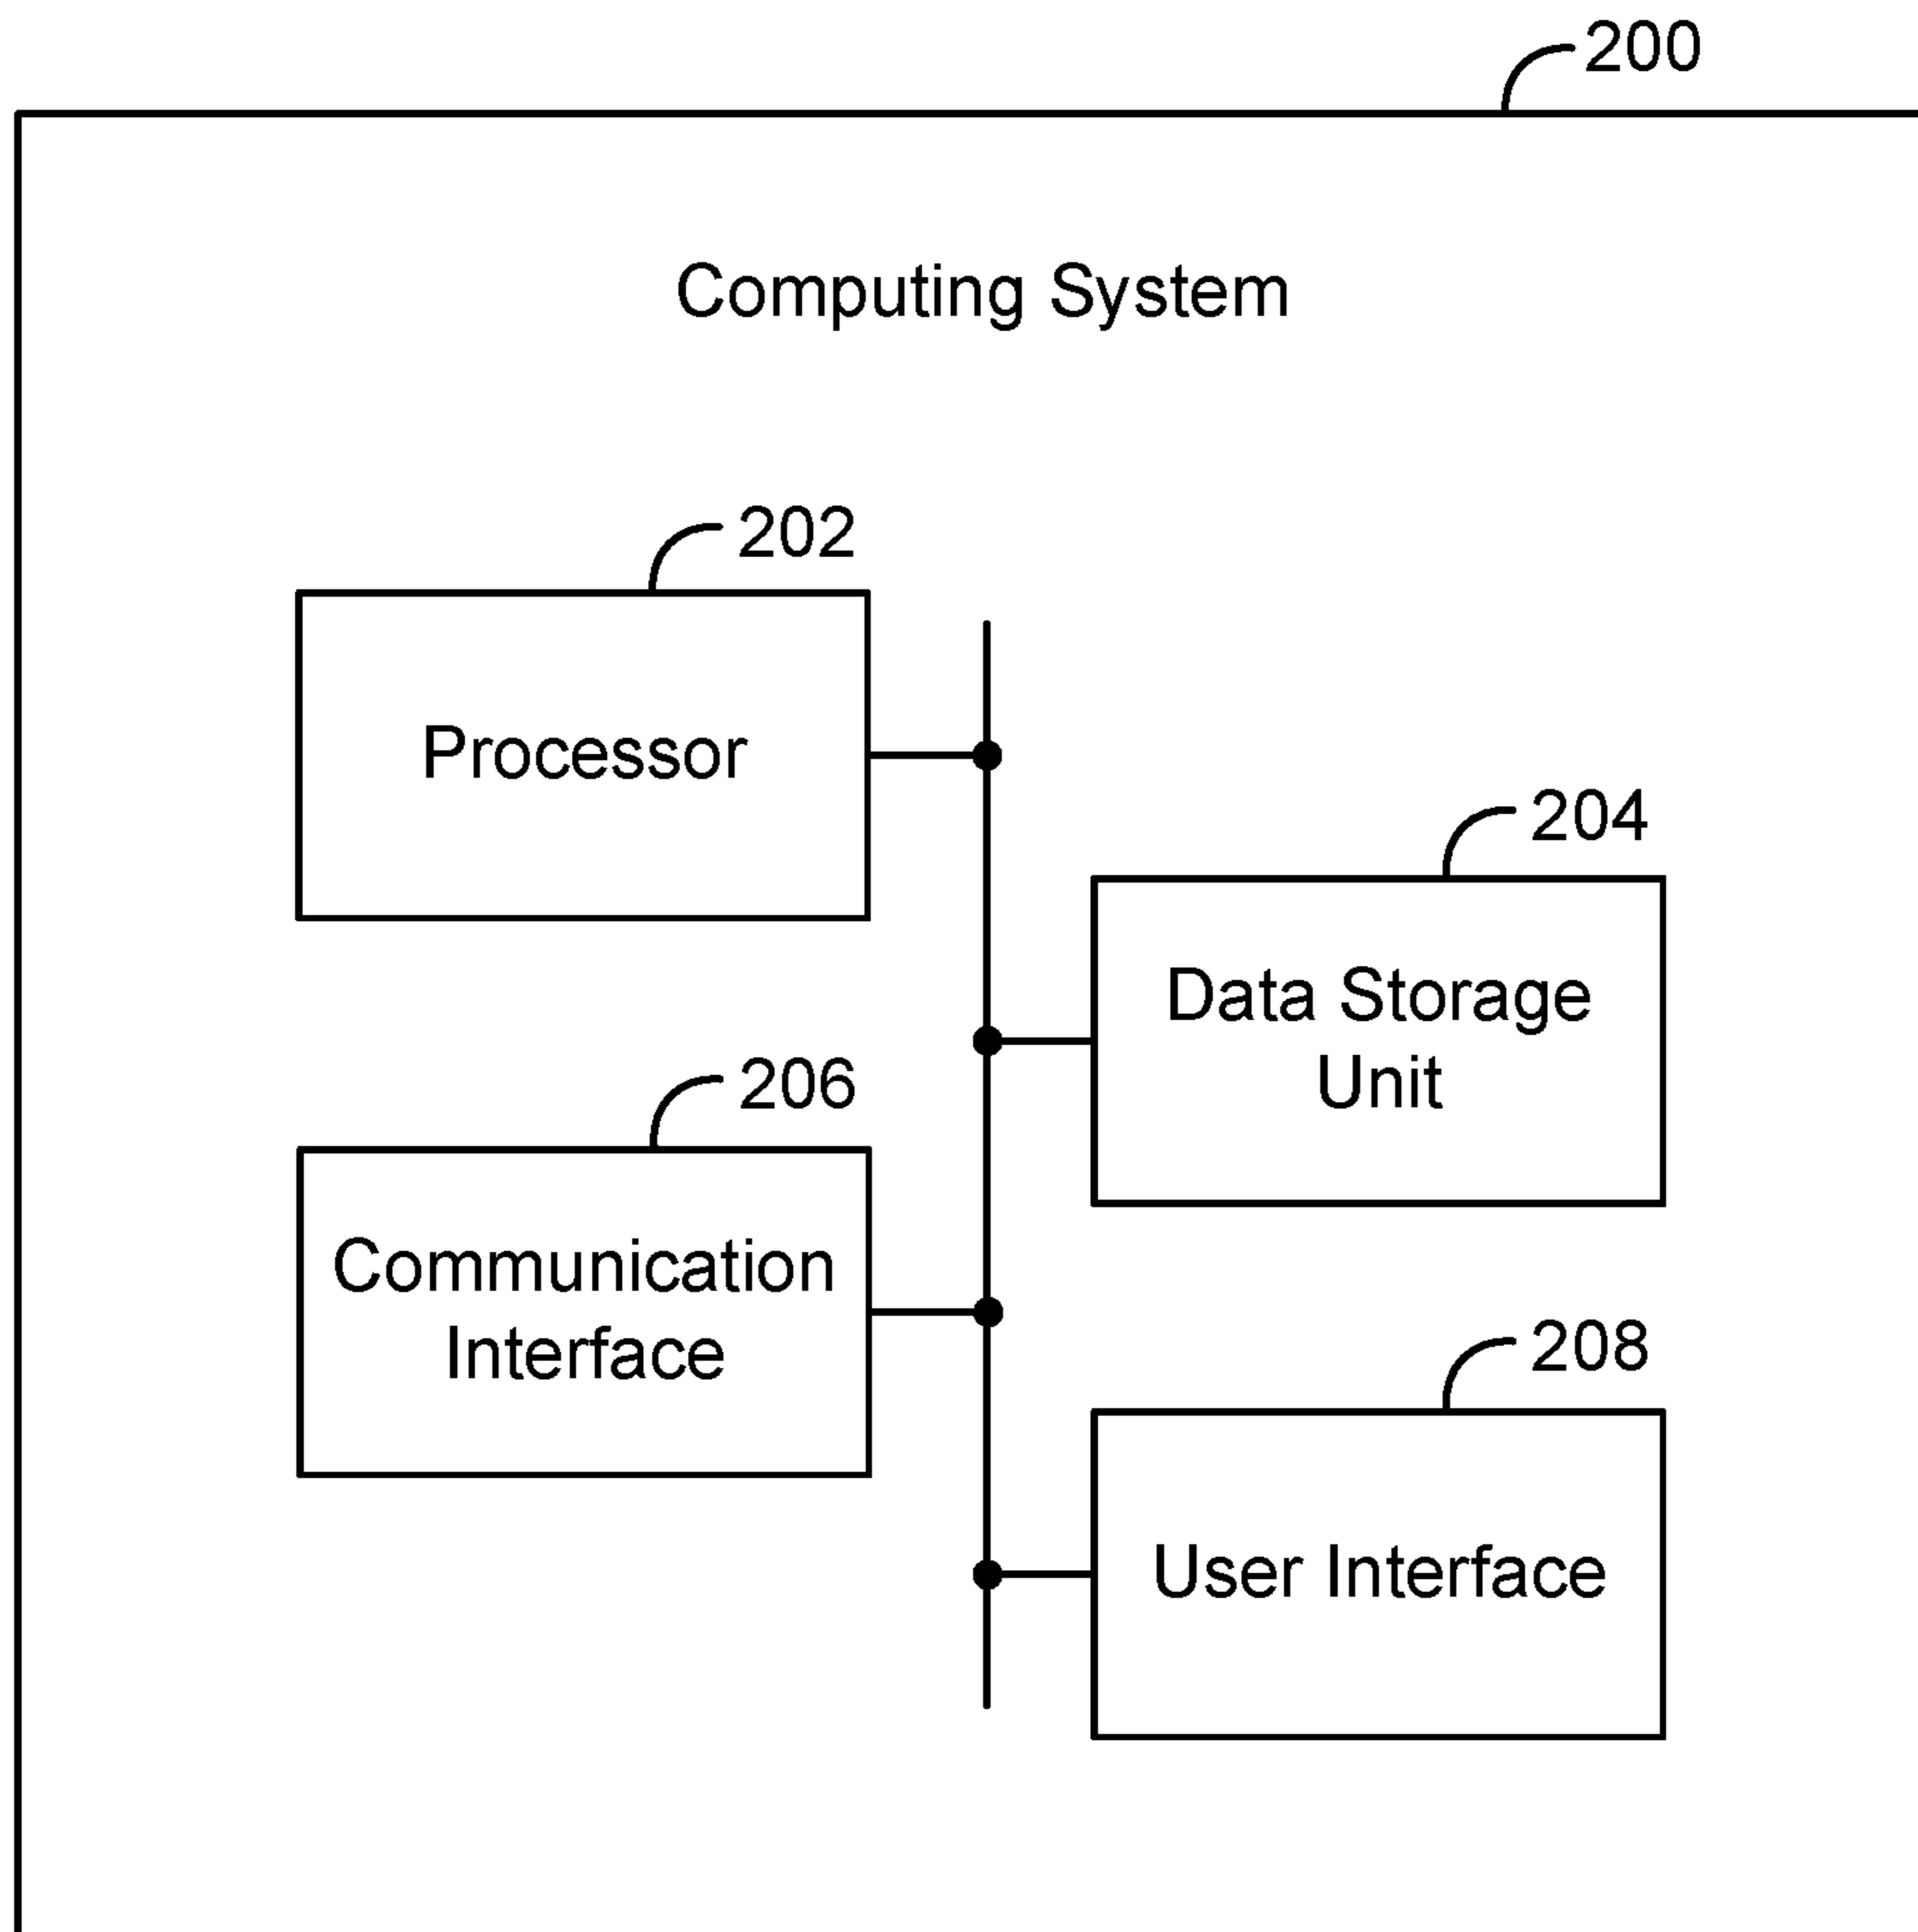 200
Computing System
202
Processor
204
Data Storage
Unit
206
Communication
Interface
208
User Interface